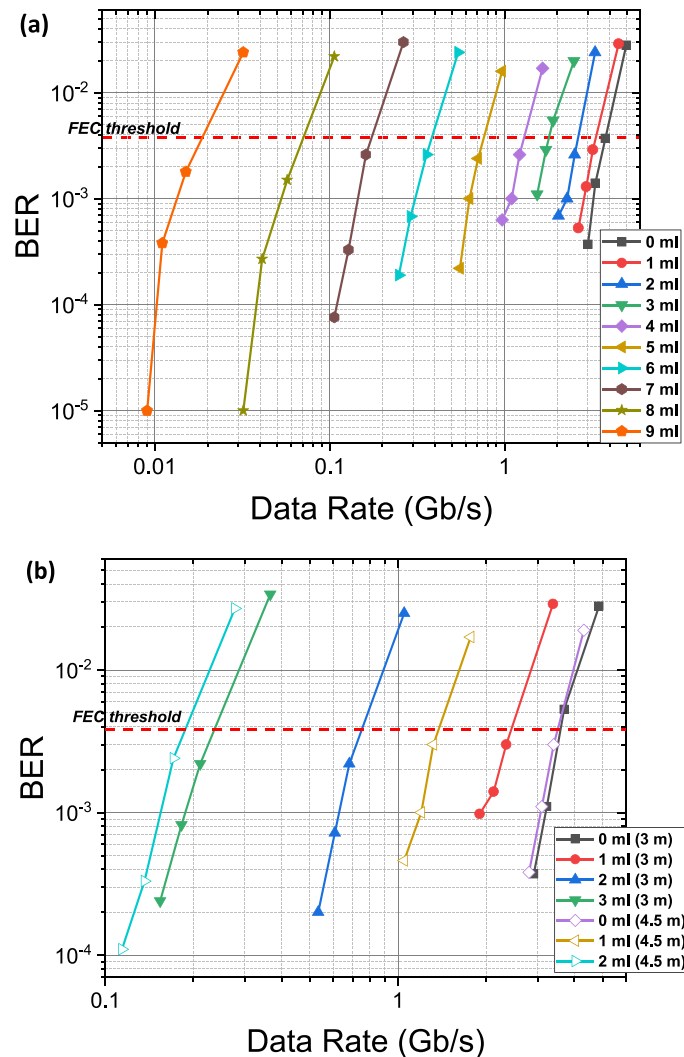 (a)
10⁻²
FEC threshold
10⁻³
BER
10⁻⁴
10⁻⁵
0 ml
1 ml
2 ml
3 ml
4 ml
5 ml
6 ml
7 ml
8 ml
9 ml
0.01 0.1 1
Data Rate (Gb/s)
(b)
10⁻²
FEC threshold
BER
10⁻³
10⁻⁴
0 ml (3 m)
1 ml (3 m)
2 ml (3 m)
3 ml (3 m)
0 ml (4.5 m)
1 ml (4.5 m)
2 ml (4.5 m)
0.1 1
Data Rate (Gb/s)